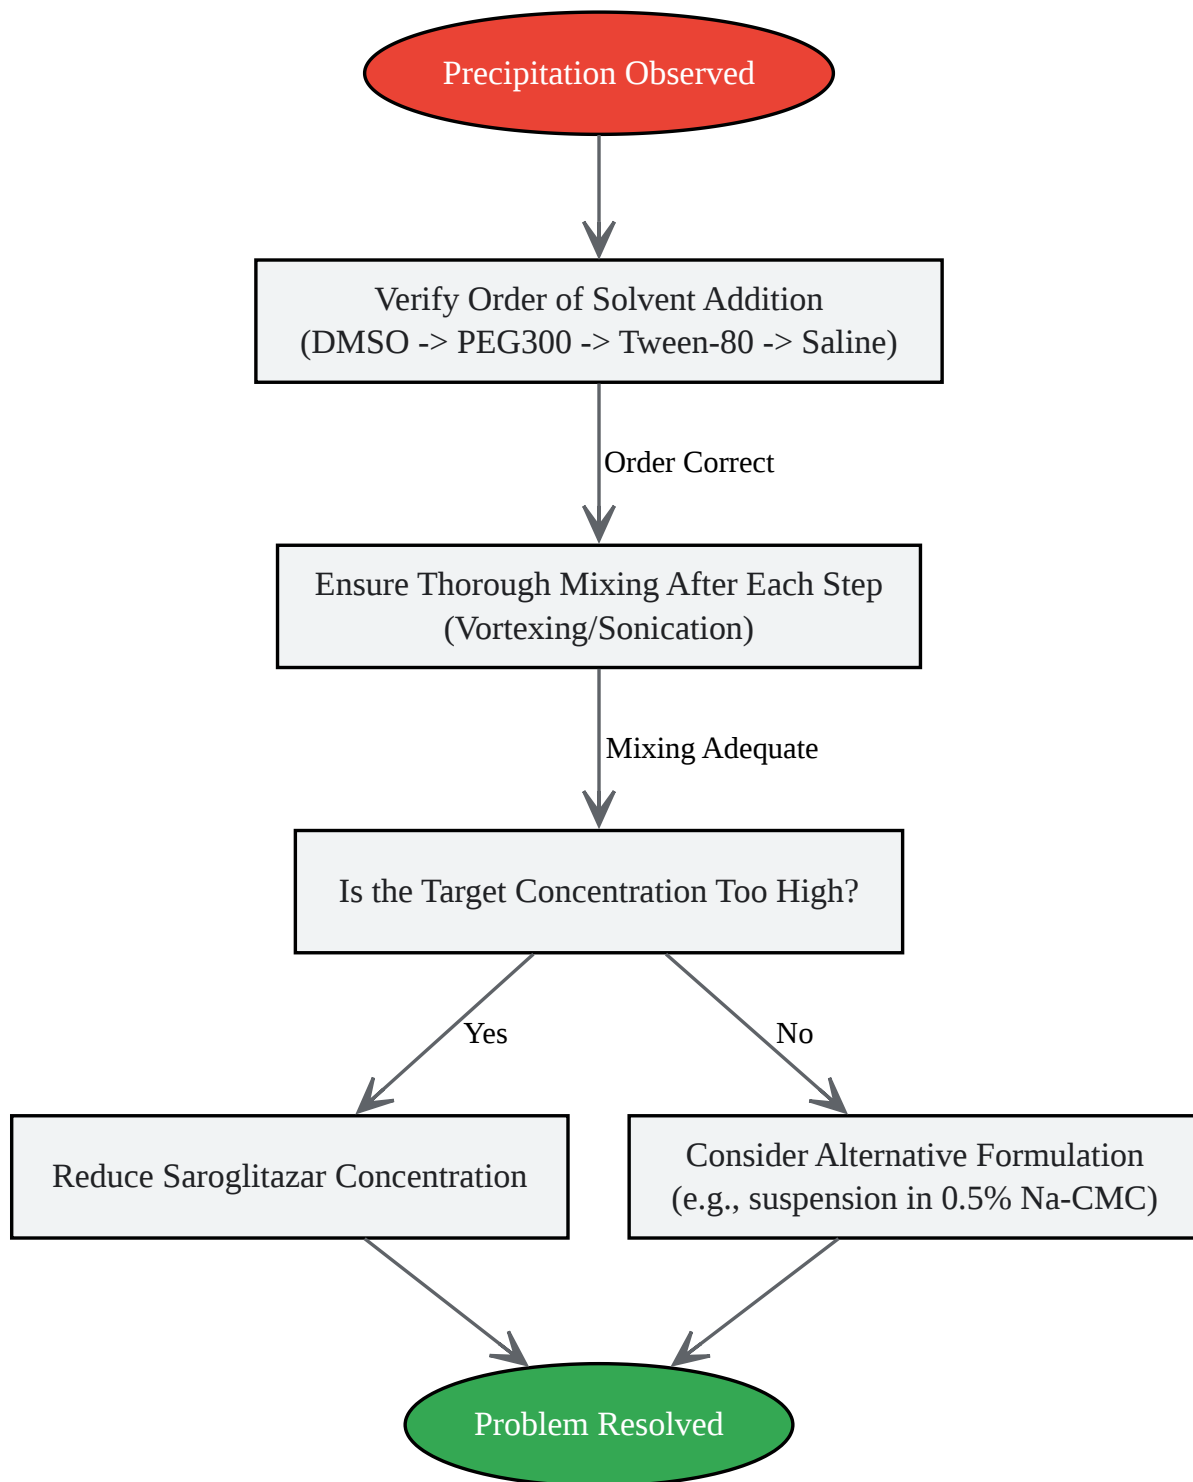 Precipitation Observed
Verify Order of Solvent Addition
(DMSO -> PEG300 -> Tween-80 -> Saline)
Order Correct
Ensure Thorough Mixing After Each Step
(Vortexing/Sonication)
Mixing Adequate
Is the Target Concentration Too High?
Yes
No
Reduce Saroglitazar Concentration
Consider Alternative Formulation
(e.g., suspension in 0.5% Na-CMC)
Problem Resolved